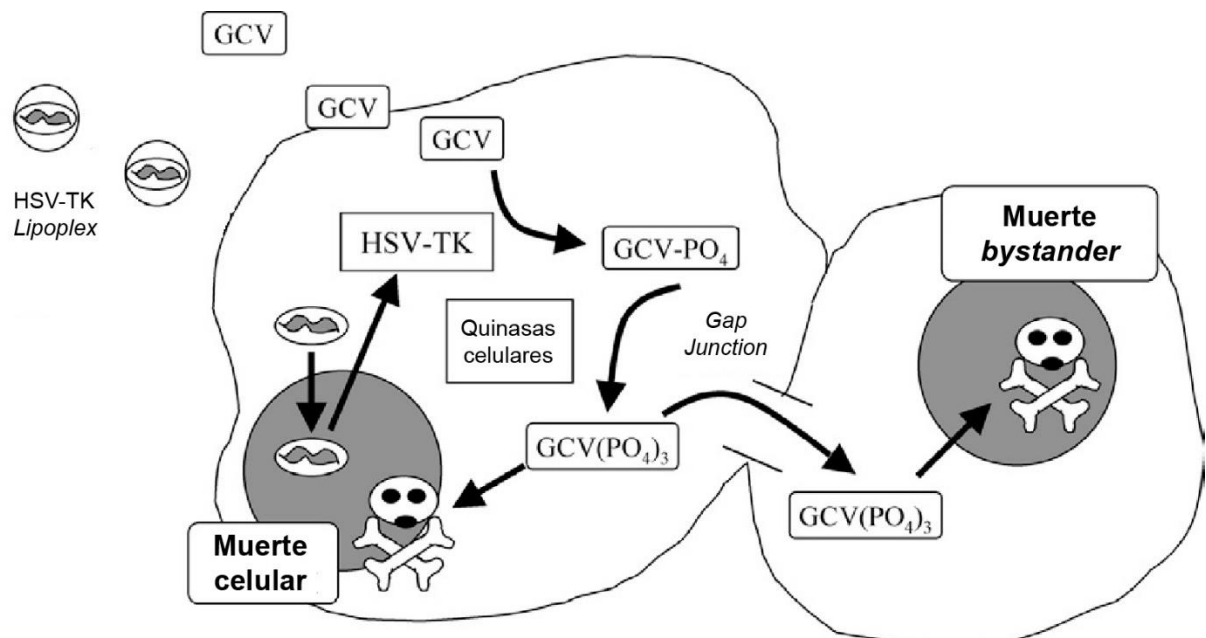 GCV
GCV
GCV
HSV-TK
Lipoplex
HSV-TK
GCV-PO₄
Quinasas
celulares
Gap
Junction
GCV(PO₄)₃
Muerte
celular
Muerte
bystander
GCV(PO₄)₃